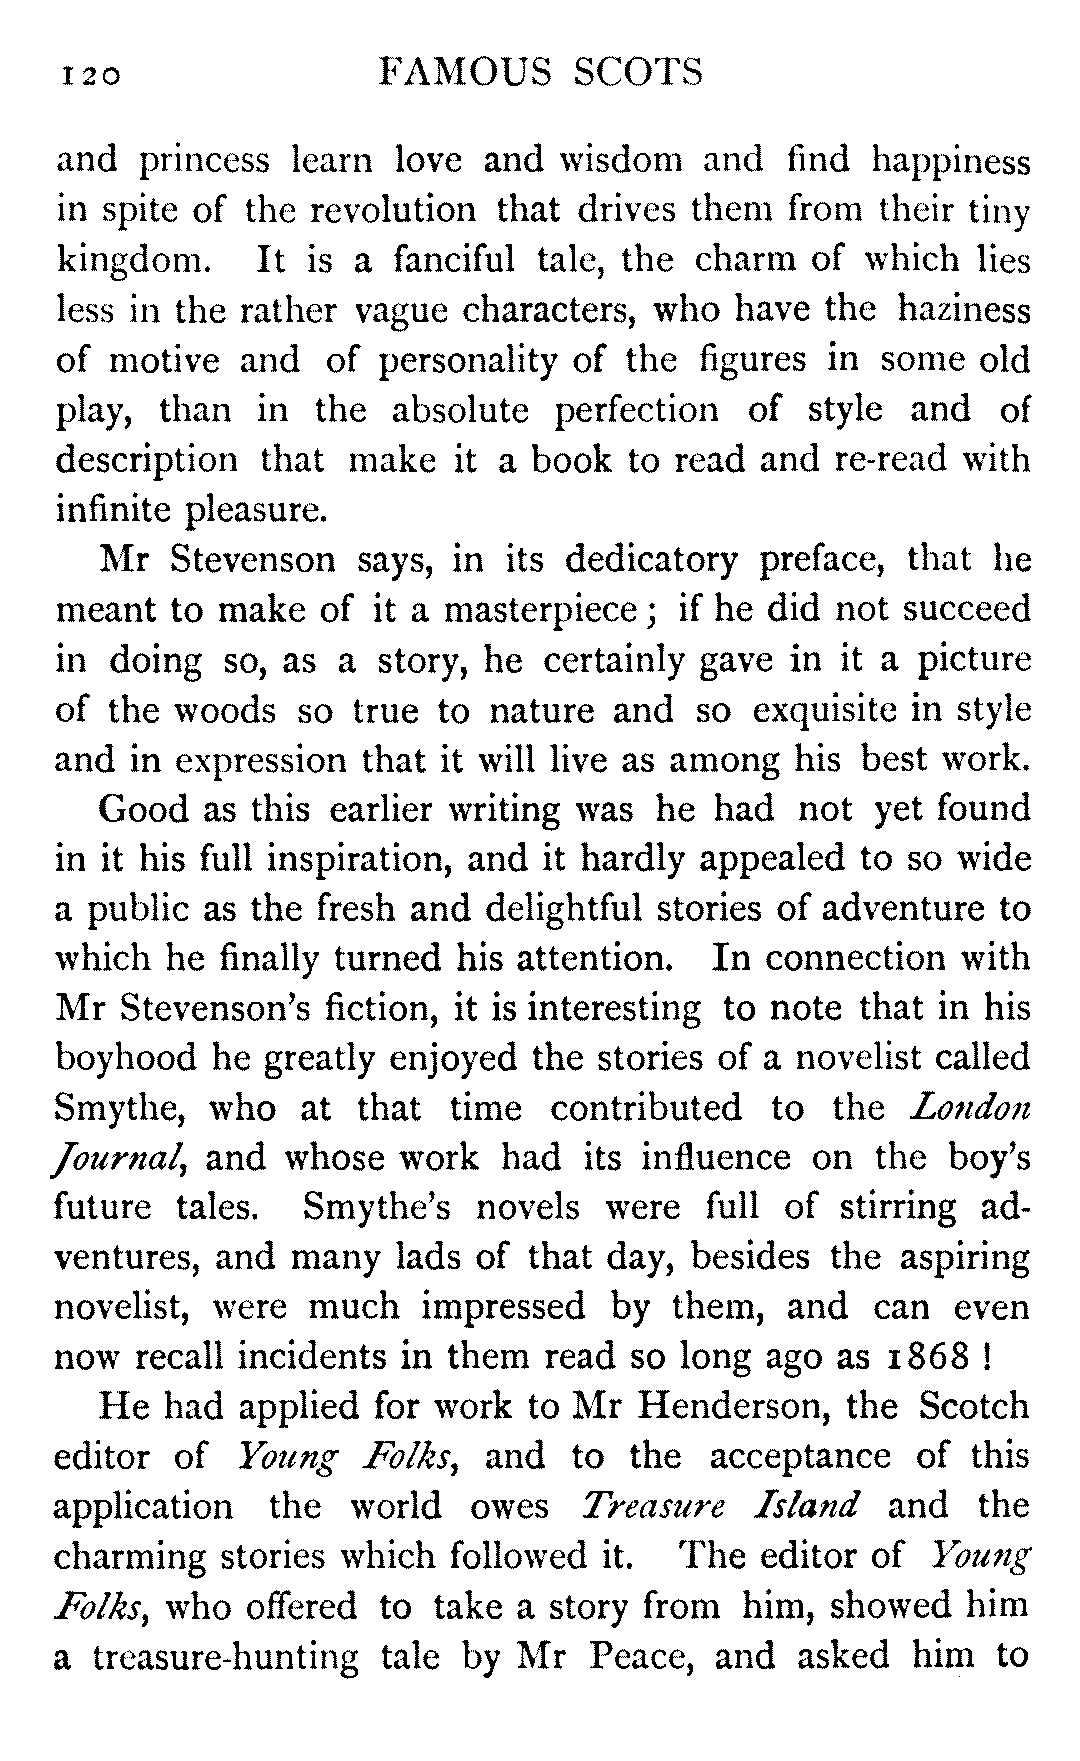 120 FAMOUS SCOTS
and princess learn love and wisdom and find happiness
in spite of the revolution that drives them from their tiny
kingdom. It is a fanciful tale, the charm of which lies
less in the rather vague characters, who have the haziness
of motive and of personality of the figures in some old
play, than in the absolute perfection of style and of
description that make it a book to read and re-read with
infinite pleasure.
Mr Stevenson says, in its dedicatory preface, that he
meant to make of it a masterpiece ; if he did not succeed
in doing so, as a story, he certainly gave in it a picture
of the woods so true to nature and so exquisite in style
and in expression that it will live as among his best work.
Good as this earlier writing was he had not yet found
in it his full inspiration, and it hardly appealed to so wide
a public as the fresh and delightful stories of adventure to
which he finally turned his attention. In connection with
Mr Stevenson's fiction, it is interesting to note that in his
boyhood he greatly enjoyed the stories of a novelist called
Smythe, who at that time contributed to the London
Journal, and whose work had its influence on the boy's
future tales. Smythe's novels were full of stirring ad-
ventures, and many lads of that day, besides the aspiring
novelist, were much impressed by them, and can even
now recall incidents in them read so long ago as 1868 !
He had applied for work to Mr Henderson, the Scotch
editor of Young Folks, and to the acceptance of this
application the world owes Treasure Island and the
charming stories which followed it. The editor of Young
Folks, who offered to take a story from him, showed him
a treasure-hunting tale by Mr Peace, and asked him to